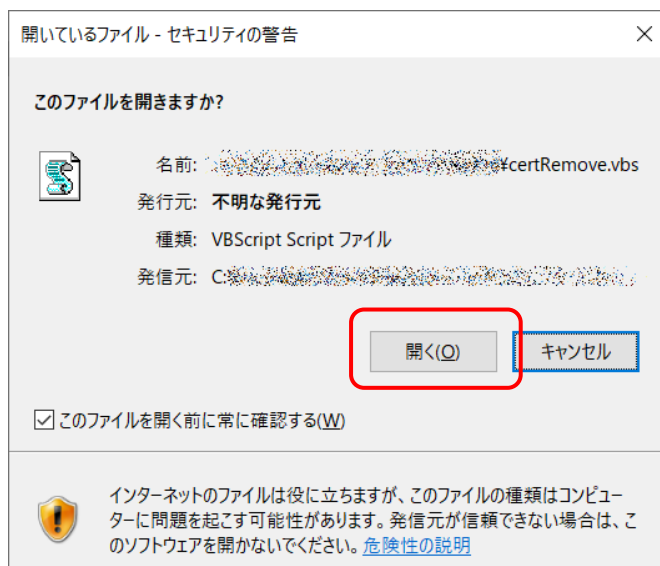 開いているファイル - セキュリティの警告
このファイルを開きますか?
名前: ¥certRemove.vbs
発行元: 不明な発行元
種類: VBScript Script ファイル
発信元: C:
開く(O) キャンセル
このファイルを開く前に常に確認する(W)
インターネットのファイルは役に立ちますが、このファイルの種類はコンピュー
ターに問題を起こす可能性があります。発信元が信頼できない場合は、こ
のソフトウェアを開かないでください。危険性の説明